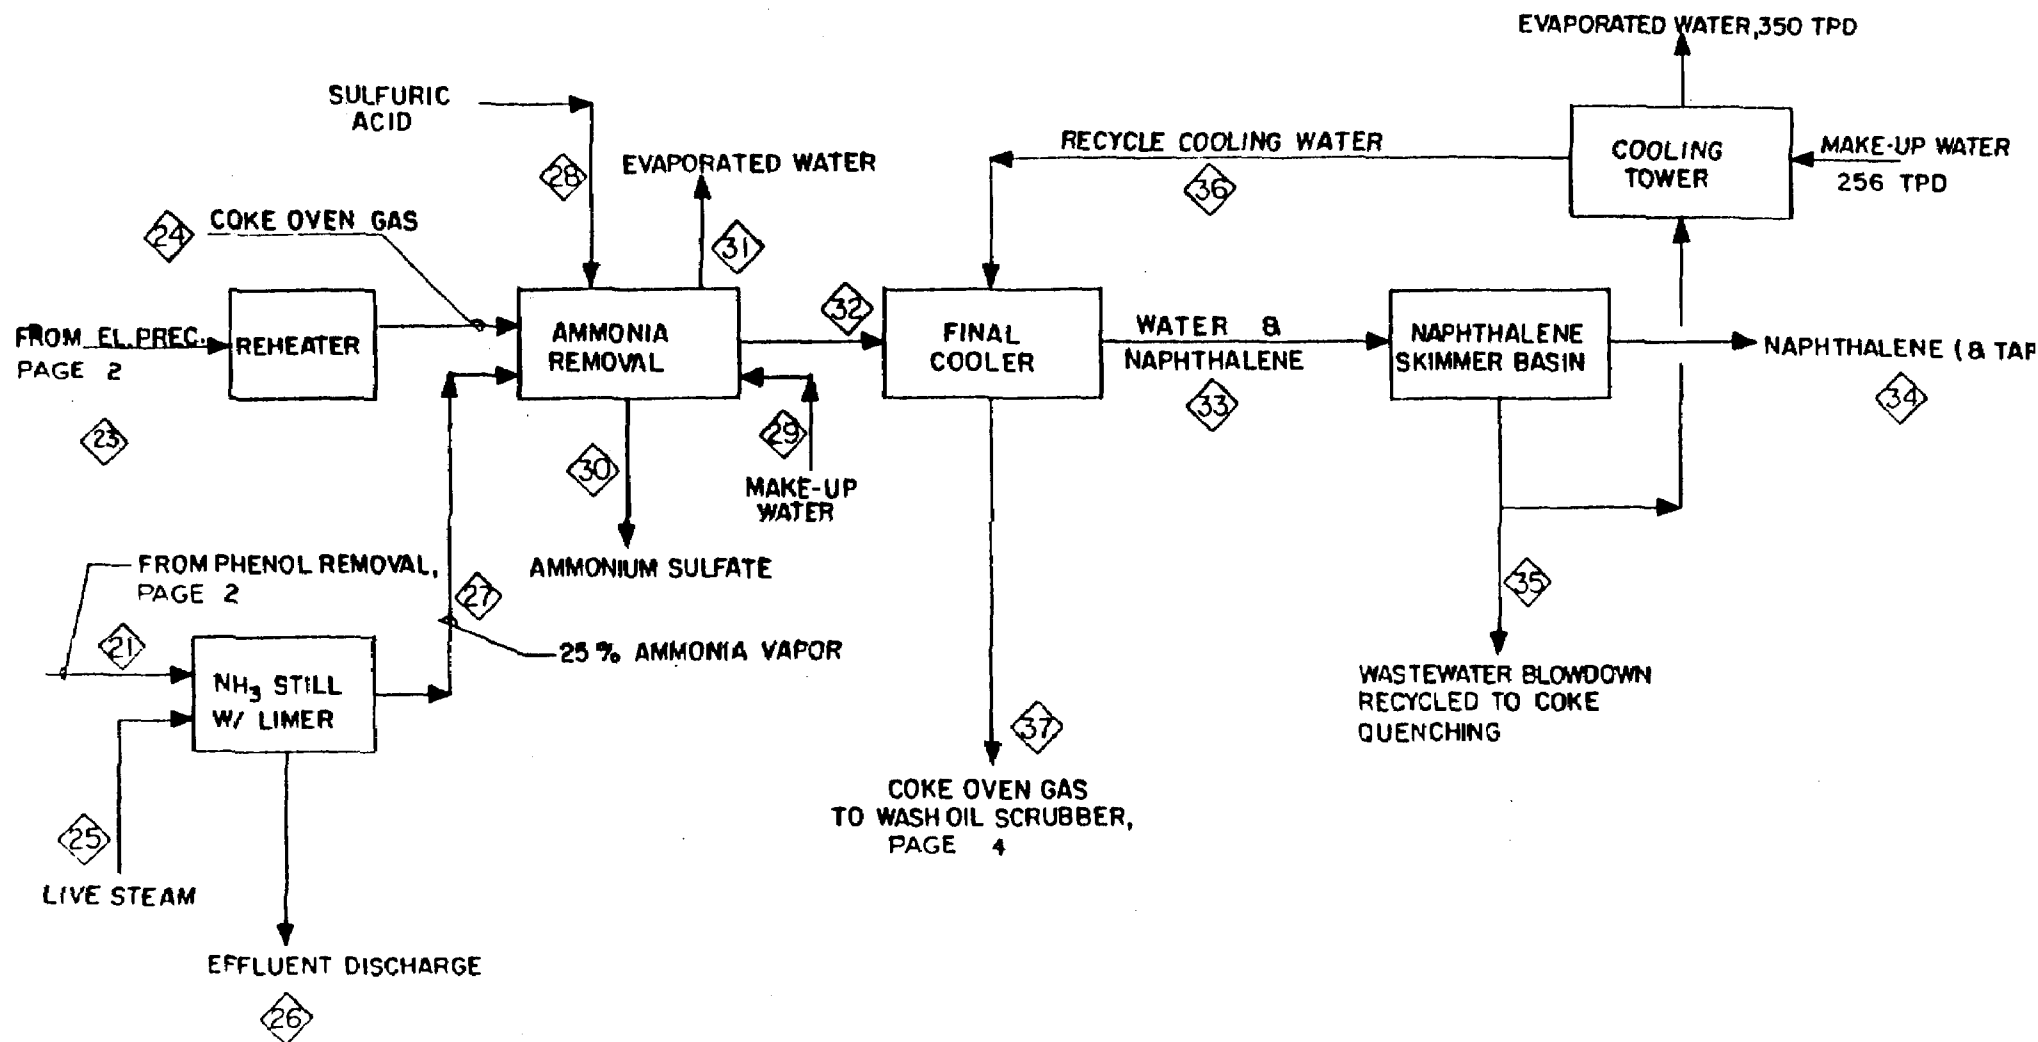 EVAPORATED WATER, 350 TPD
SULFURIC
ACID
28
EVAPORATED WATER
31
RECYCLE COOLING WATER
36
COOLING
TOWER
MAKE-UP WATER
256 TPD
24
COKE OVEN GAS
FROM EL. PREC.
PAGE 2
23
REHEATER
AMMONIA
REMOVAL
32
FINAL
COOLER
WATER &
NAPHTHALENE
33
NAPHTHALENE
SKIMMER BASIN
NAPHTHALENE (& TAR
34
30
29
MAKE-UP
WATER
AMMONIUM SULFATE
FROM PHENOL REMOVAL,
PAGE 2
21
27
25 % AMMONIA VAPOR
NH3 STILL
W/ LIMER
25
LIVE STEAM
EFFLUENT DISCHARGE
26
37
COKE OVEN GAS
TO WASH OIL SCRUBBER,
PAGE 4
35
WASTEWATER BLOWDOWN
RECYCLED TO COKE
QUENCHING